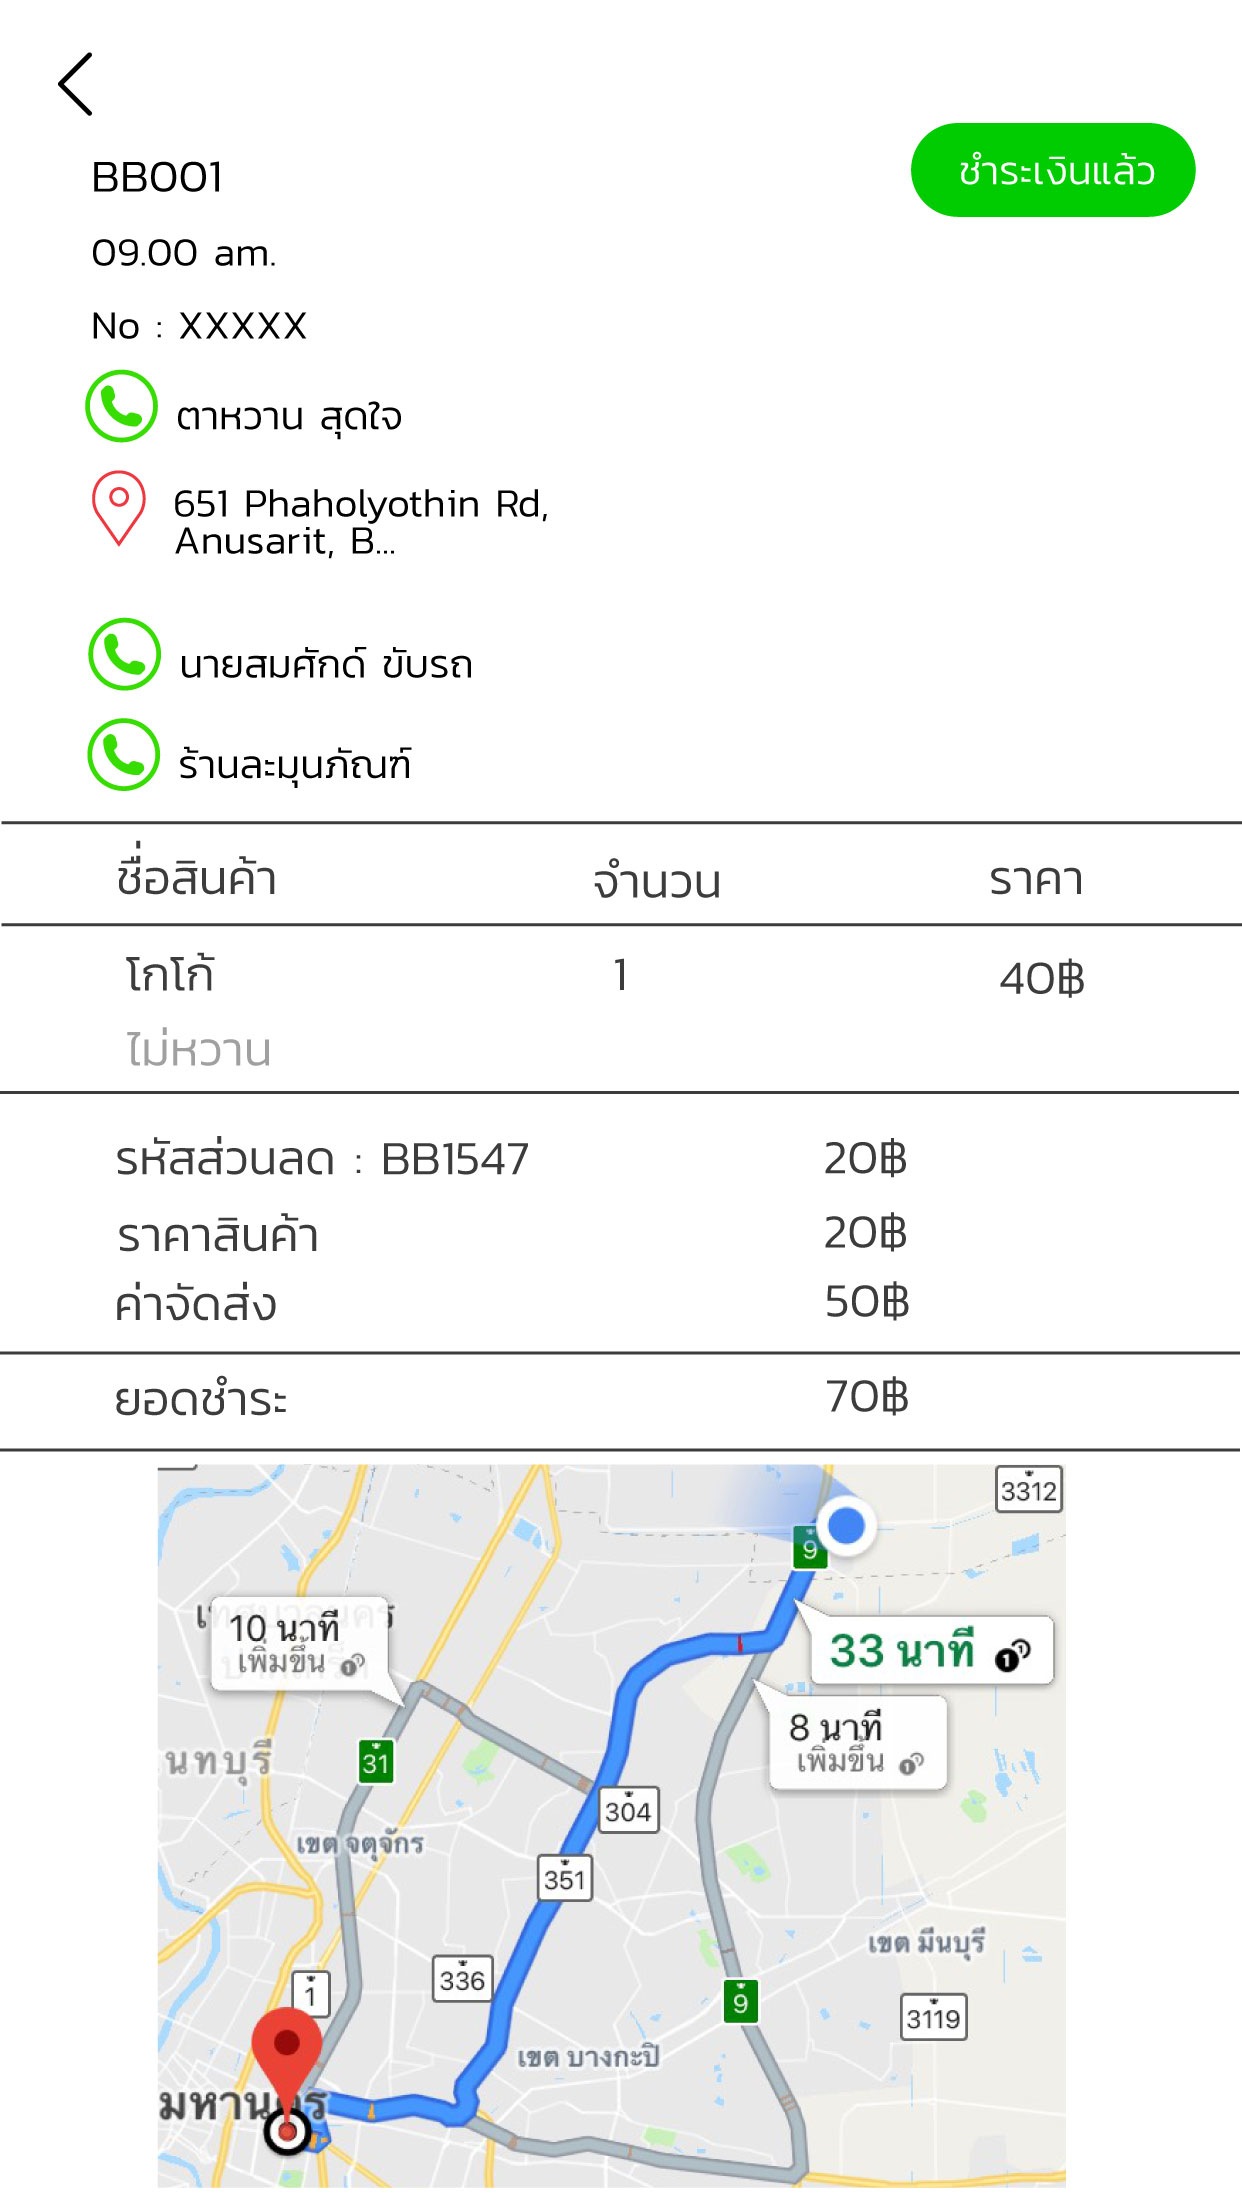 BB001
ชำระเงินแล้ว
09.00 am.
No : XXXXX
ตาหวาน สุดใจ
651 Phaholyothin Rd,
Anusarit, B...
นายสมศักด์ ขับรถ
ร้านละมุนภัณฑ์
ชื่อสินค้า จำนวน ราคา
โกโก้ 1 40฿
ไม่หวาน
รหัสส่วนลด : BB1547 20฿
ราคาสินค้า 20฿
ค่าจัดส่ง 50฿
ยอดชำระ 70฿
3312
9
10 นาที
เพิ่มขึ้น
33 นาที
8 นาที
เพิ่มขึ้น
นทบุรี
31
304
เขต จตุจักร
351
เขต มีนบุรี
336
1
9
3119
เขต บางกะปิ
มหานคร